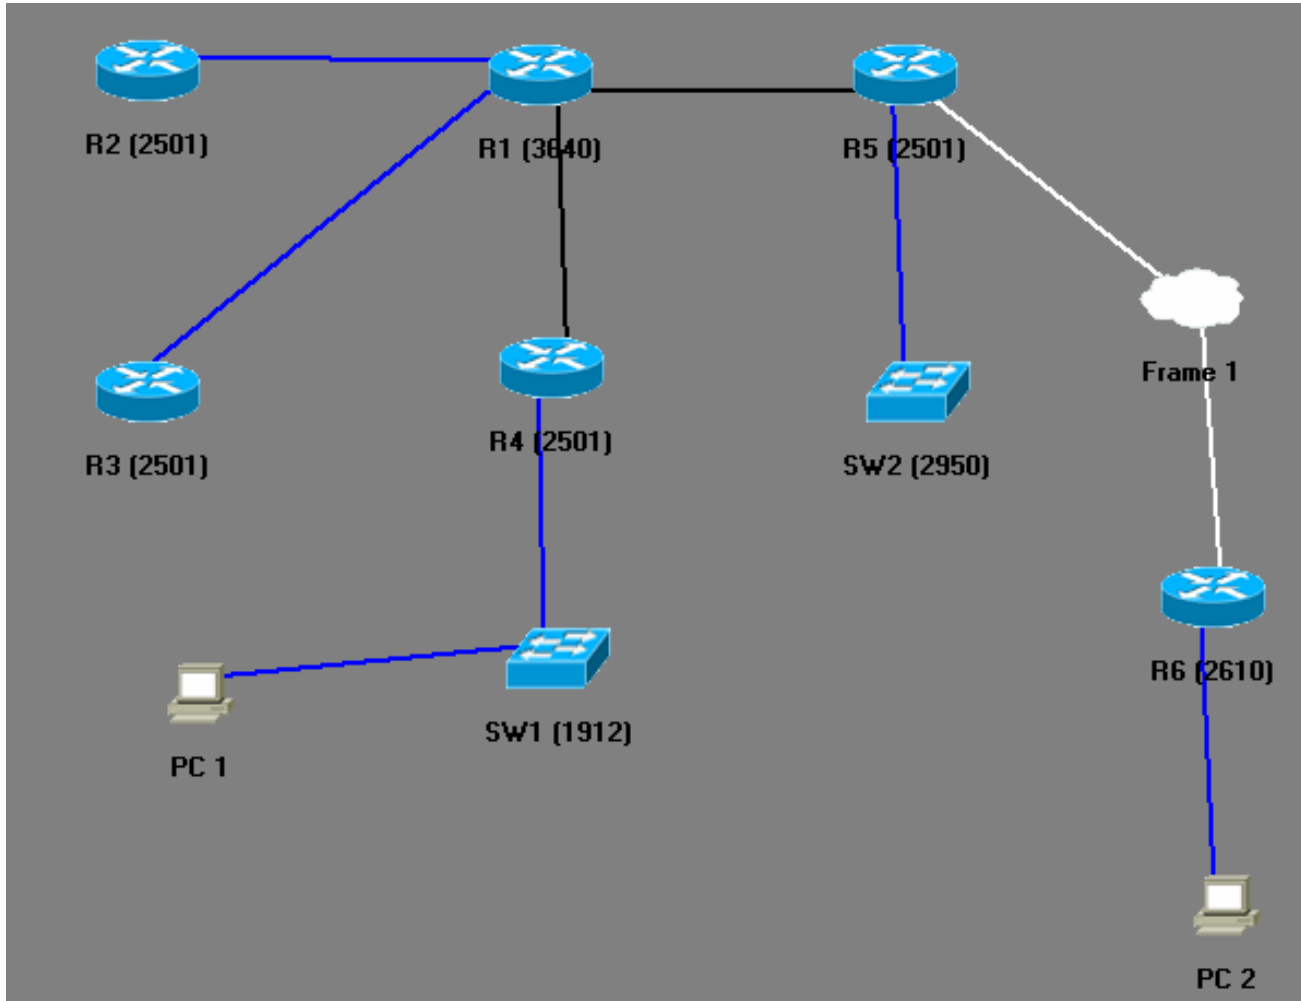 R2 (2501)
R1 (3640)
R5 (2501)
Frame 1
R3 (2501)
R4 (2501)
SW2 (2950)
R6 (2610)
SW1 (1912)
PC 1
PC 2